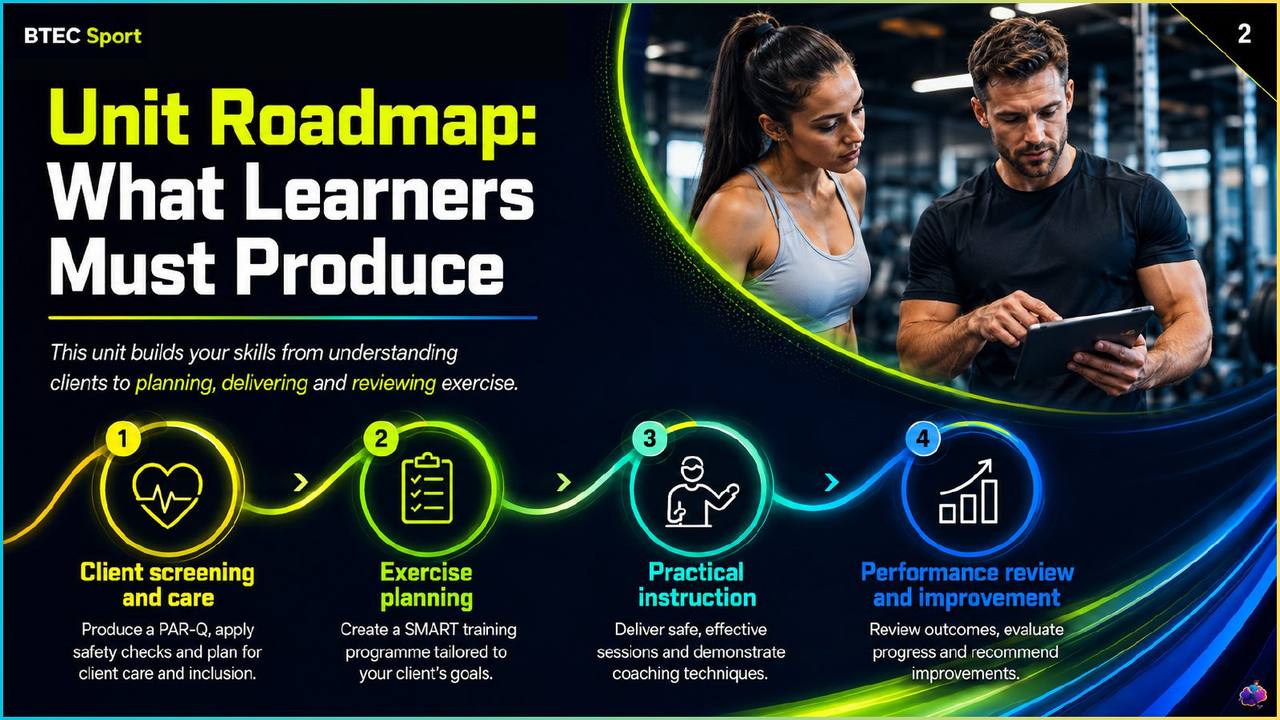 BTEC Sport
2
Unit Roadmap:
What Learners
Must Produce
This unit builds your skills from understanding
clients to planning, delivering and reviewing exercise.
1
Client screening
and care
Produce a PAR-Q, apply
safety checks and plan for
client care and inclusion.
2
Exercise
planning
Create a SMART training
programme tailored to
your client's goals.
3
Practical
instruction
Deliver safe, effective
sessions and demonstrate
coaching techniques.
4
Performance review
and improvement
Review outcomes, evaluate
progress and recommend
improvements.